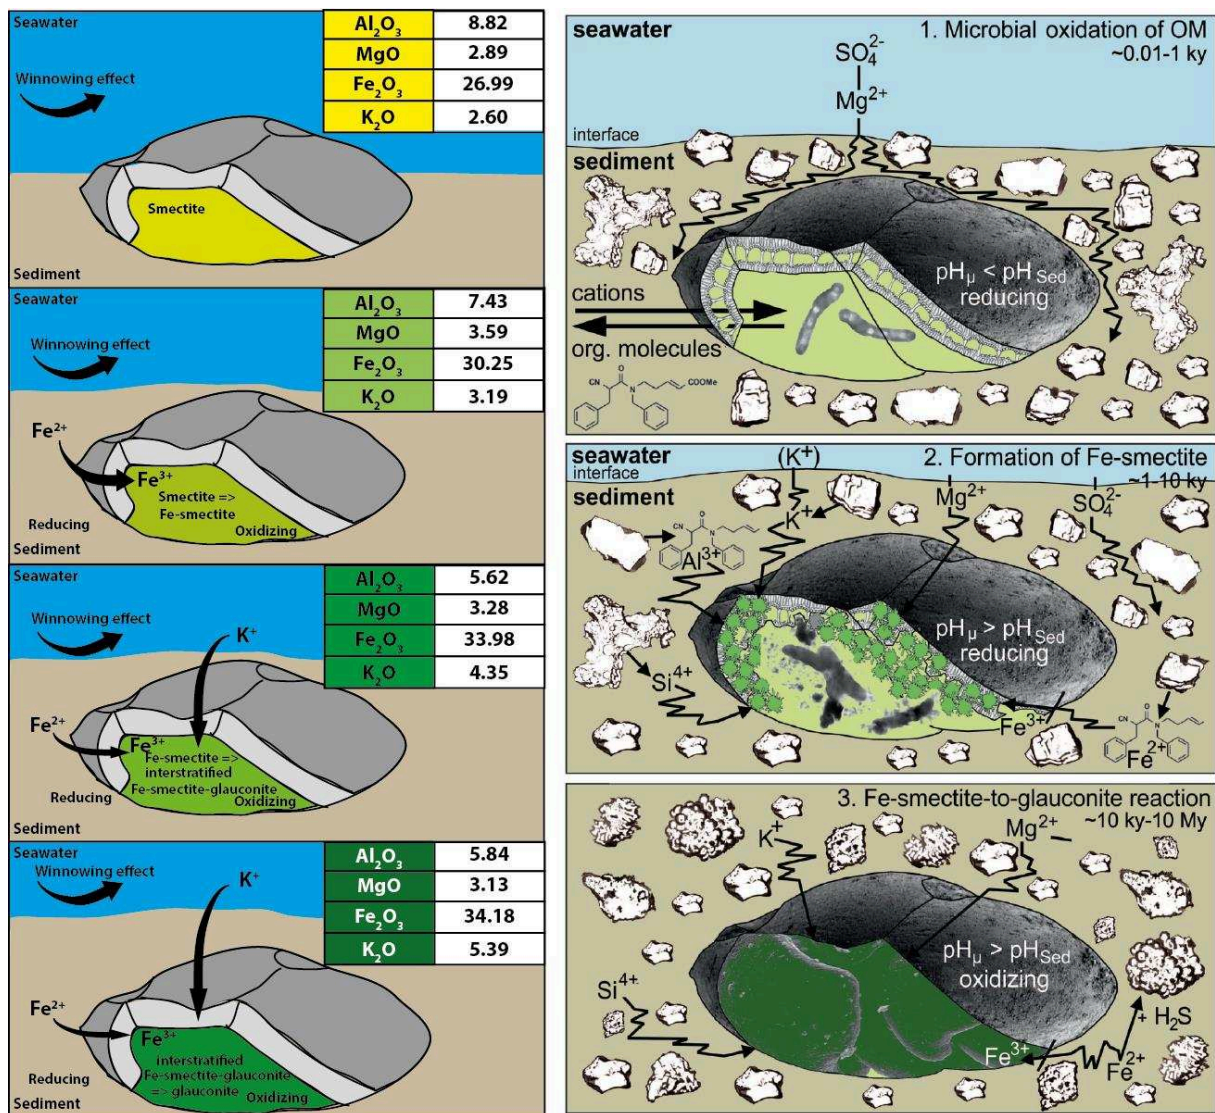 Seawater
Winnowing effect
Al₂O₃ 8.82
MgO 2.89
Fe₂O₃ 26.99
K₂O 2.60
Smectite
Sediment
Seawater
Winnowing effect
Al₂O₃ 7.43
MgO 3.59
Fe₂O₃ 30.25
K₂O 3.19
Fe²⁺
Fe³⁺
Smectite =>
Fe-smectite
Reducing
Oxidizing
Sediment
Seawater
Winnowing effect
K⁺
Al₂O₃ 5.62
MgO 3.28
Fe₂O₃ 33.98
K₂O 4.35
Fe²⁺
Fe³⁺
Fe-smectite =>
interstratified
Fe-smectite-glauconite
Reducing
Oxidizing
Sediment
Seawater
Winnowing effect
K⁺
Al₂O₃ 5.84
MgO 3.13
Fe₂O₃ 34.18
K₂O 5.39
Fe²⁺
Fe³⁺
interstratified
Fe-smectite-glauconite
=> glauconite
Reducing
Oxidizing
Sediment
seawater
1. Microbial oxidation of OM
~0.01-1 ky
SO₄²⁻
Mg²⁺
interface
sediment
pHμ < pHSed
reducing
cations
org. molecules
CN
O
N
COOMe
seawater
interface
sediment
(K⁺)
2. Formation of Fe-smectite
~1-10 ky
Mg²⁺
SO₄²⁻
K⁺
CN
O
N
Al³⁺
pHμ > pHSed
reducing
Si⁴⁺
Fe³⁺
CN
O
N
Fe²⁺
3. Fe-smectite-to-glauconite reaction
~10 ky-10 My
K⁺
Mg²⁺
pHμ > pHSed
oxidizing
Si⁴⁺
+ H₂S
Fe³⁺
Fe²⁺